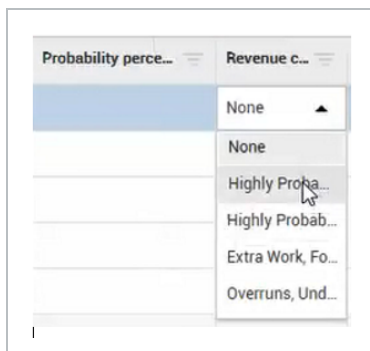 Probability perce... Revenue c...
None
None
Highly Proba...
Highly Probab...
Extra Work, Fo...
Overruns, Und...